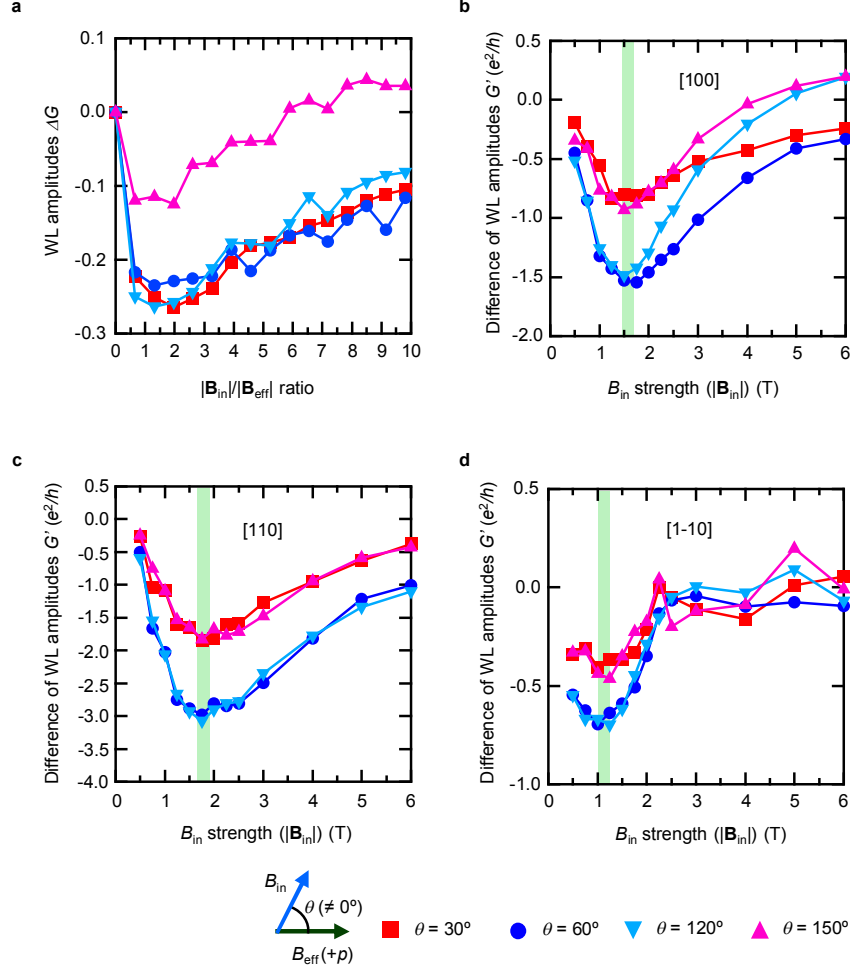 a
0.1
0.0
-0.1
-0.2
-0.3
WL amplitudes ΔG
0 1 2 3 4 5 6 7 8 9 10
|B_in|/|B_eff| ratio
b
0.5
0.0
-0.5
-1.0
-1.5
-2.0
Difference of WL amplitudes G' (e²/h)
[100]
0 1 2 3 4 5 6
B_in strength (|B_in|) (T)
c
0.5
0.0
-0.5
-1.0
-1.5
-2.0
-2.5
-3.0
-3.5
-4.0
Difference of WL amplitudes G' (e²/h)
[110]
0 1 2 3 4 5 6
B_in strength (|B_in|) (T)
d
0.5
0.0
-0.5
-1.0
Difference of WL amplitudes G' (e²/h)
[1-10]
0 1 2 3 4 5 6
B_in strength (|B_in|) (T)
B_in
θ (≠ 0º)
B_eff (+p)
θ = 30º
θ = 60º
θ = 120º
θ = 150º